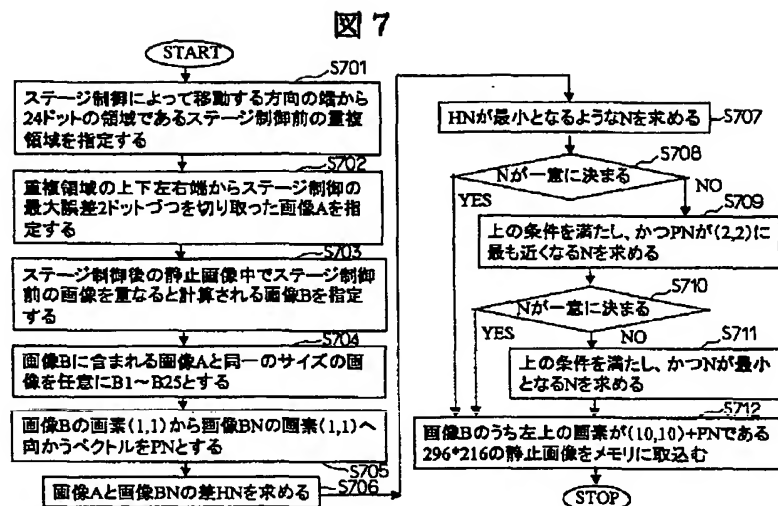 図7
START
S701
ステージ制御によって移動する方向の端から
24ドットの領域であるステージ制御前の重複
領域を指定する
S702
重複領域の上下左右端からステージ制御の
最大誤差2ドットづつを切り取った画像Aを指
定する
S703
ステージ制御後の静止画像中でステージ制御
前の画像を重なると計算される画像Bを指定
する
S704
画像Bに含まれる画像Aと同一のサイズの画
像を任意にB1～B25とする
画像Bの画素(1,1)から画像BNの画素(1,1)へ
向かうベクトルをPNとする
S705
画像Aと画像BNの差HNを求める
S706
HNが最小となるようなNを求める
S707
Nが一意に決まる
S708
YES
NO
S709
上の条件を満たし、かつPNが(2,2)に
最も近くなるNを求める
Nが一意に決まる
S710
YES
NO
S711
上の条件を満たし、かつNが最小
となるNを求める
S712
画像Bのうち左上の画素が(10,10)+PNである
296*216の静止画像をメモリに取込む
STOP